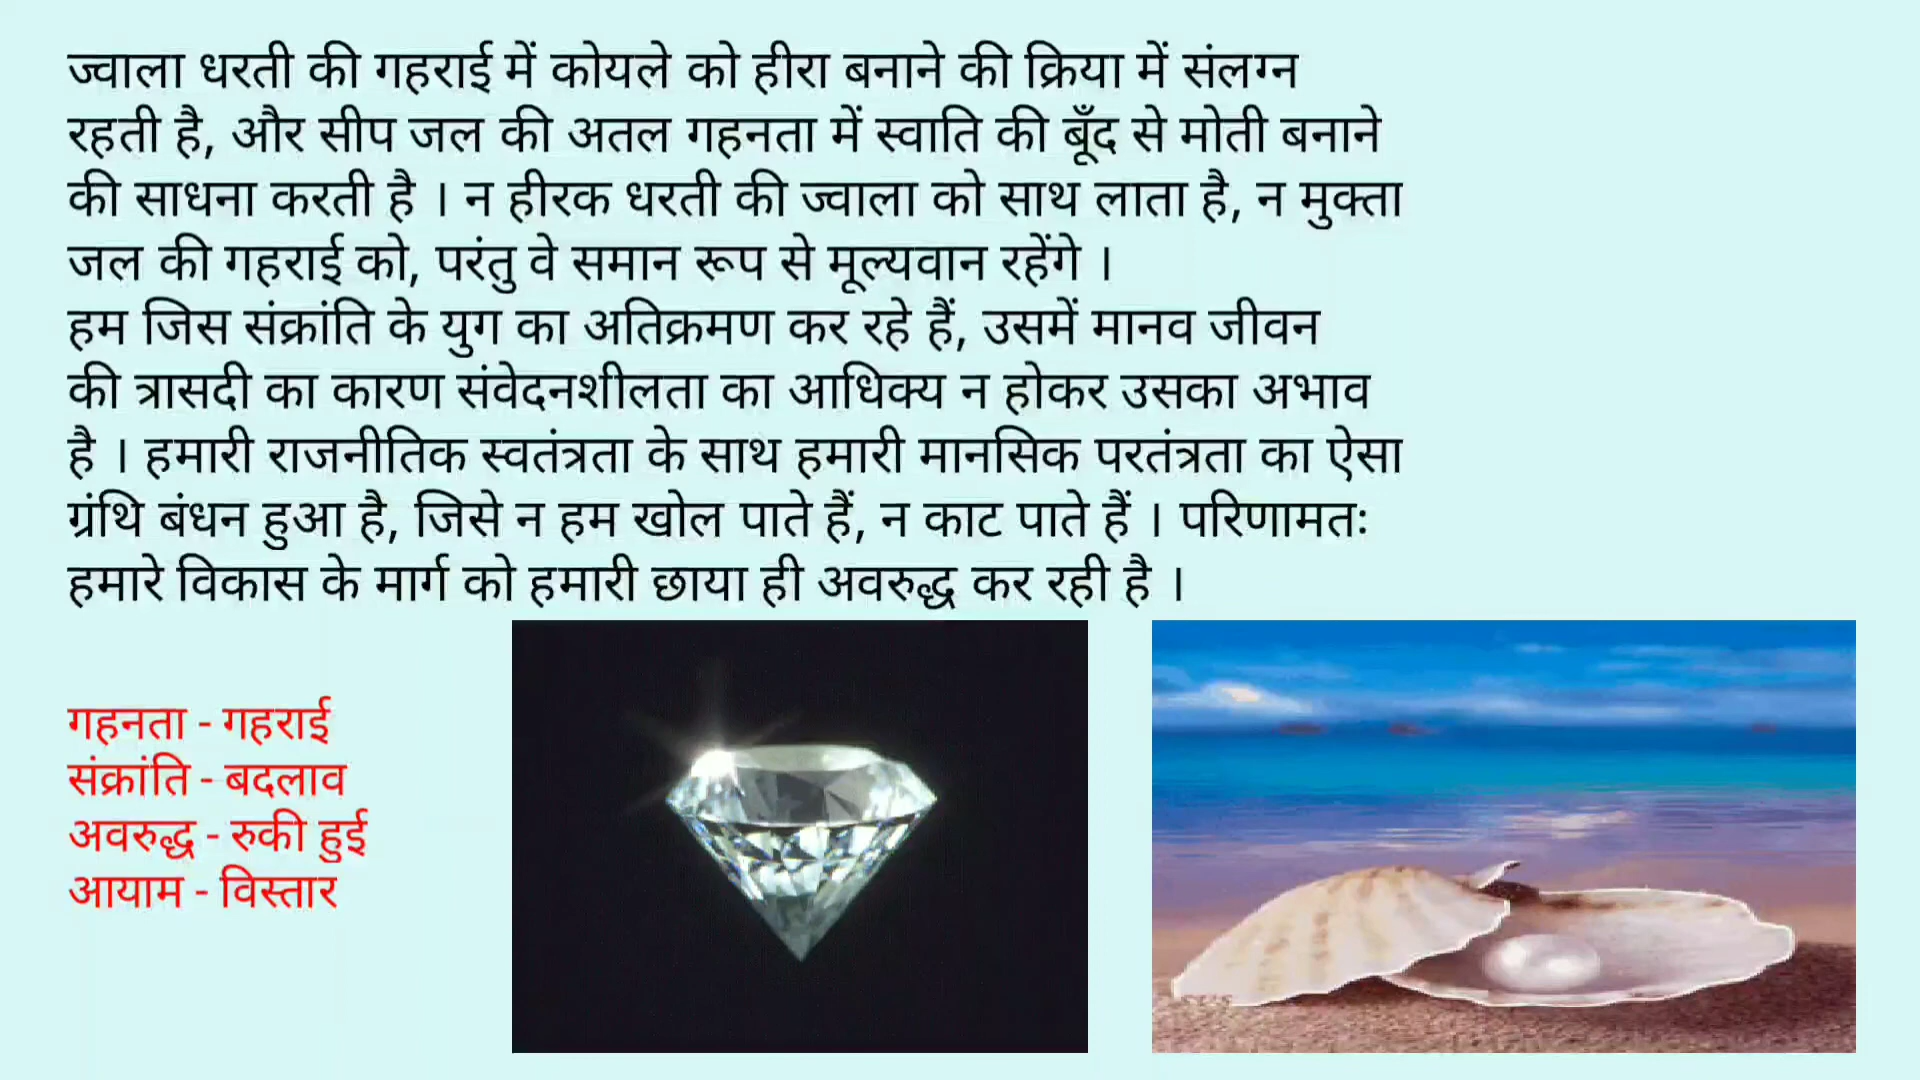 ज्वाला धरती की गहराई में कोयले को हीरा बनाने की क्रिया में संलग्न
रहती है, और सीप जल की अतल गहनता में स्वाति की बूँद से मोती बनाने
की साधना करती है । न हीरक धरती की ज्वाला को साथ लाता है, न मुक्ता
जल की गहराई को, परंतु वे समान रूप से मूल्यवान रहेंगे ।
हम जिस संक्रांति के युग का अतिक्रमण कर रहे हैं, उसमें मानव जीवन
की त्रासदी का कारण संवेदनशीलता का आधिक्य न होकर उसका अभाव
है । हमारी राजनीतिक स्वतंत्रता के साथ हमारी मानसिक परतंत्रता का ऐसा
ग्रंथि बंधन हुआ है, जिसे न हम खोल पाते हैं, न काट पाते हैं । परिणामतः
हमारे विकास के मार्ग को हमारी छाया ही अवरुद्ध कर रही है ।
गहनता - गहराई
संक्रांति - बदलाव
अवरुद्ध - रुकी हुई
आयाम - विस्तार